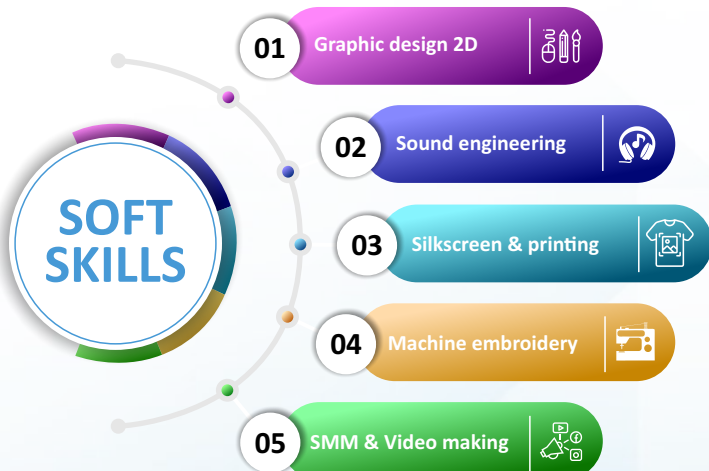 SOFT
SKILLS
01
Graphic design 2D
02
Sound engineering
03
Silkscreen & printing
04
Machine embroidery
05
SMM & Video making